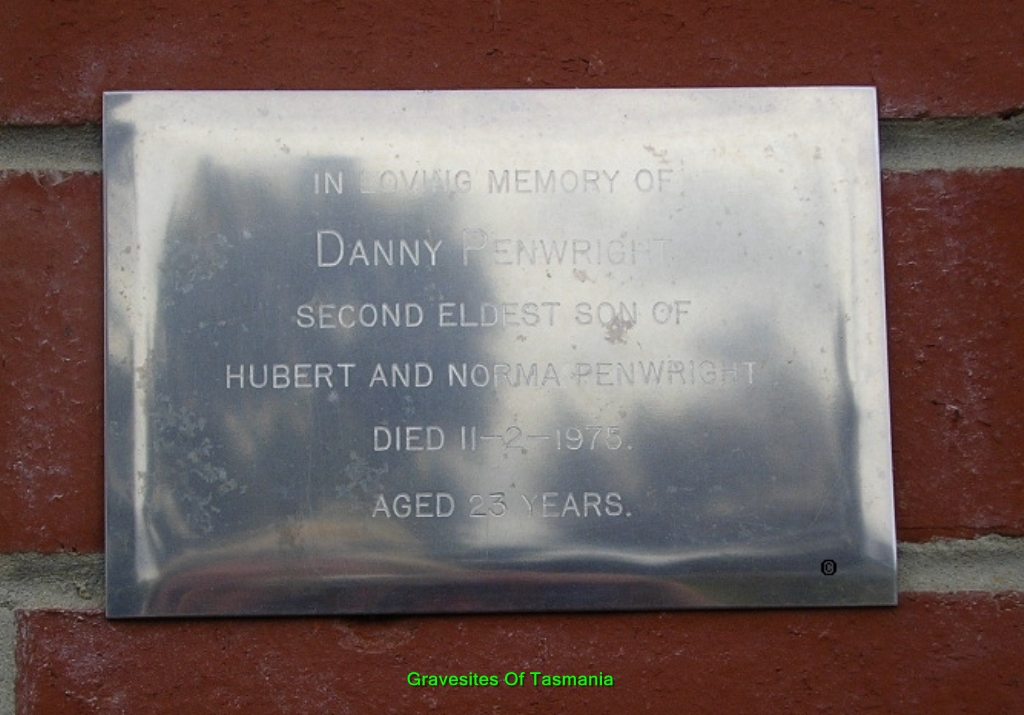 IN LOVING MEMORY OF
DANNY PENWRIGHT
SECOND ELDEST SON OF
HUBERT AND NORMA PENWRIGHT
DIED 11-2-1975.
AGED 23 YEARS.
©
Gravesites Of Tasmania